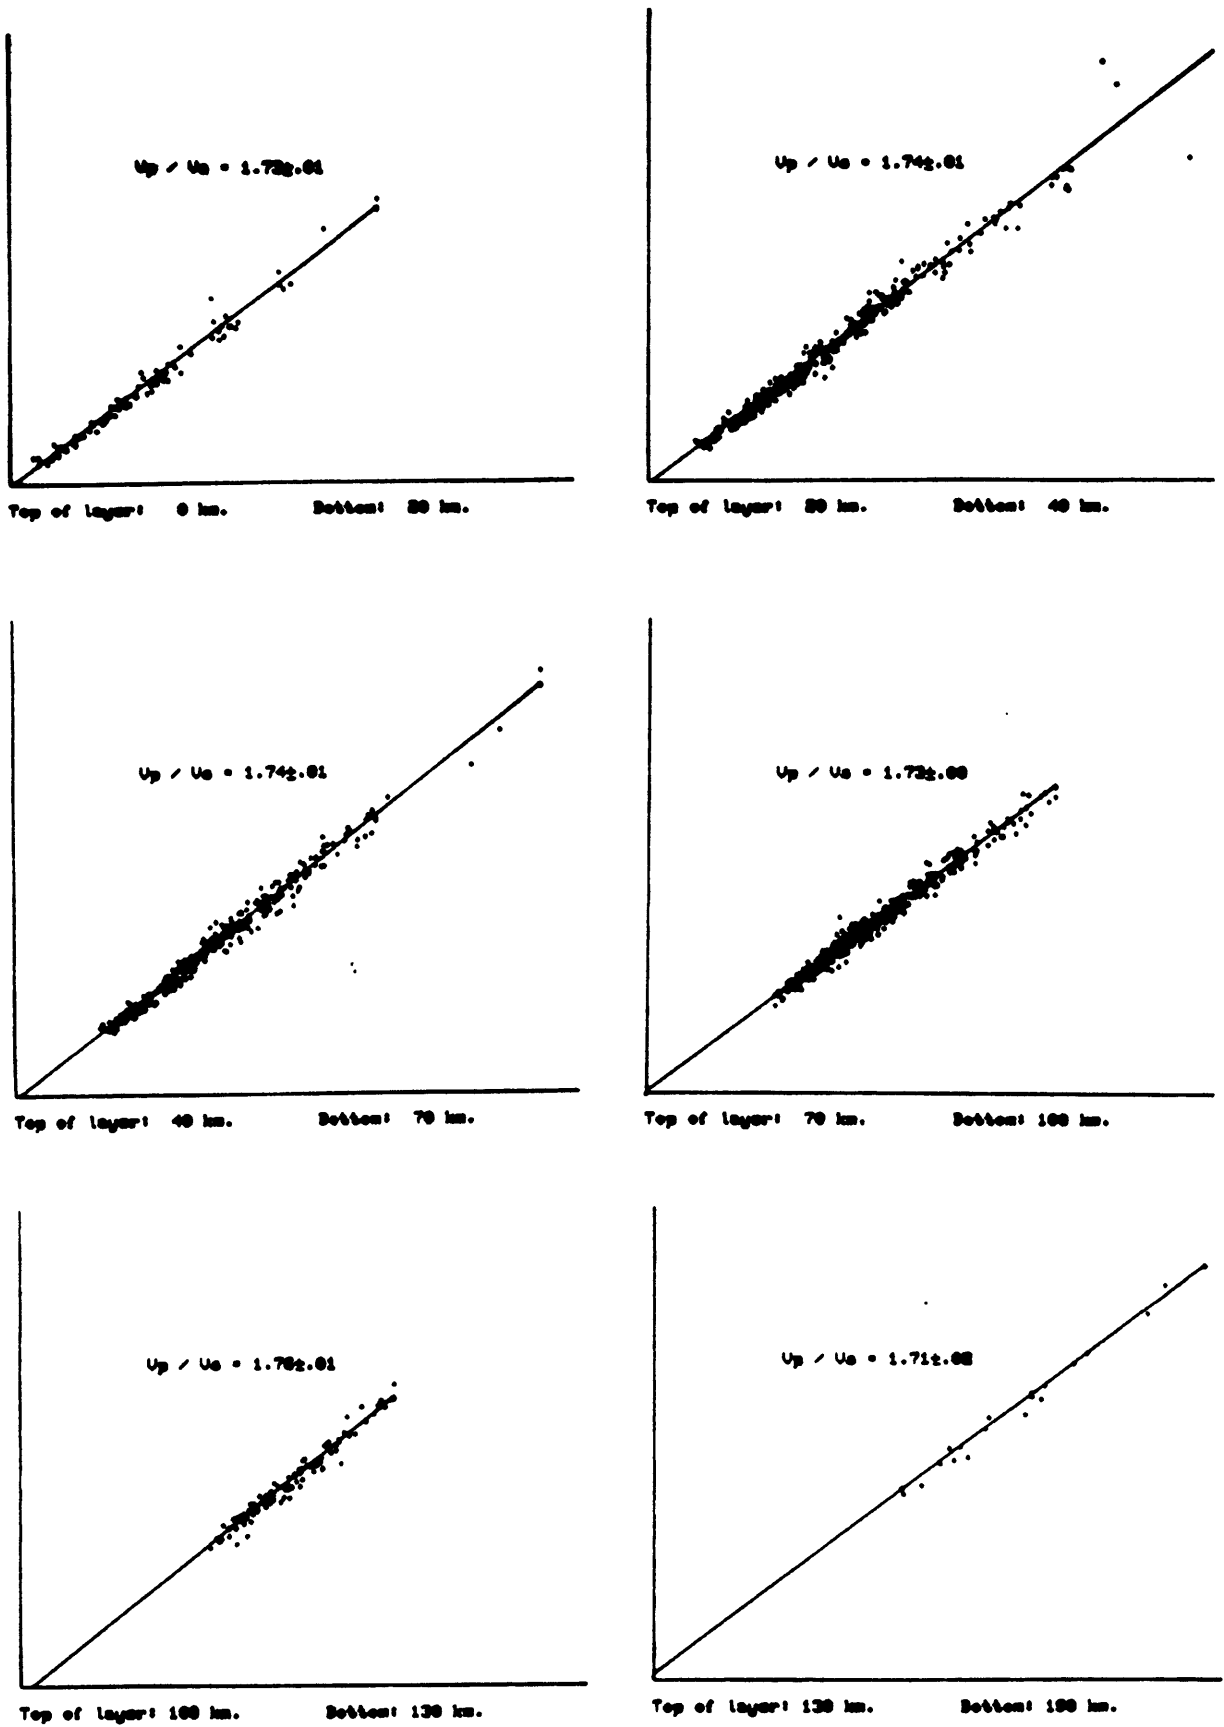 Vp / Vs = 1.73±.01
Top of layer: 0 km. Bottom: 20 km.
Vp / Vs = 1.74±.01
Top of layer: 20 km. Bottom: 40 km.
Vp / Vs = 1.74±.01
Top of layer: 40 km. Bottom: 70 km.
Vp / Vs = 1.73±.00
Top of layer: 70 km. Bottom: 100 km.
Vp / Vs = ±.01
Top of layer: 100 km. Bottom: 130 km.
Vp / Vs = 1.71±.02
Top of layer: 130 km. Bottom: km.